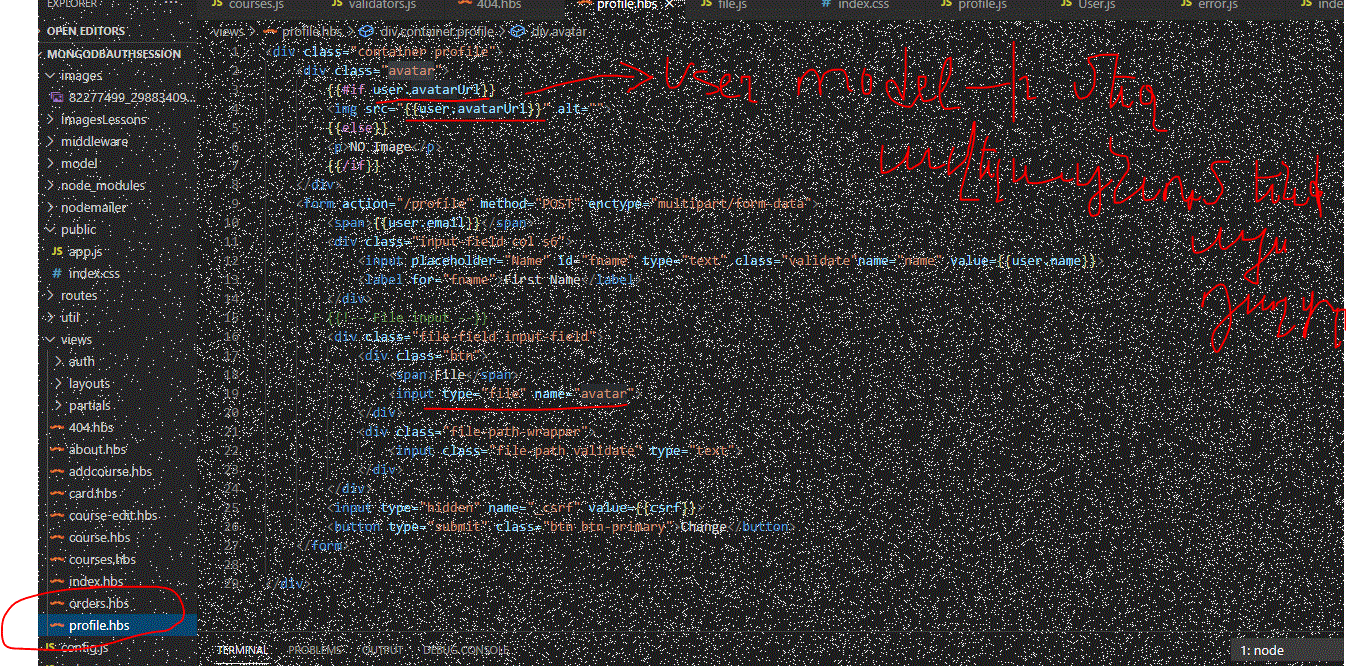 EXPLORER
courses.js
validators.js
404.hbs
profile.hbs
file.js
index.css
profile.js
User.js
error.js
OPEN EDITORS
MONGODBAUTHSESSION
images
82277499_29883409...
imagesLessons
middleware
model
node_modules
nodemailer
public
app.js
index.css
routes
util
views
auth
layouts
partials
404.hbs
about.hbs
addcourse.hbs
card.hbs
course-edit.hbs
course.hbs
courses.hbs
index.hbs
orders.hbs
profile.hbs
config.js
views > profile.hbs > div.container.profile > div.avatar
1 <div class="container profile">
2 <div class="avatar">
3 {{#if user.avatarUrl}}
4 <img src="{{user.avatarUrl}}" alt="">
5 {{else}}
6 <p>NO Image</p>
7 {{/if}}
8 </div>
9 <form action="/profile" method="POST" enctype="multipart/form-data">
10 <span>{{user.email}}</span>
11 <div class="input-field col s6">
12 <input placeholder="Name" id="fname" type="text" class="validate" name="name" value={{user.name}}>
13 <label for="fname">First Name</label>
14 </div>
15 {{!-- File input --}}
16 <div class="file-field input-field">
17 <div class="btn">
18 <span>File</span>
19 <input type="file" name="avatar">
20 </div>
21 <div class="file-path-wrapper">
22 <input class="file-path validate" type="text">
23 </div>
24 </div>
25 <input type="hidden" name="_csrf" value={{csrf}}>
26 <button type="submit" class="btn btn-primary">Change</button>
27 </form>
28
29 </div>
User model
TERMINAL PROBLEMS OUTPUT DEBUG CONSOLE
1: node